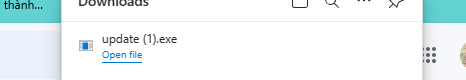 Downloads
thành...
update (1).exe
Open file